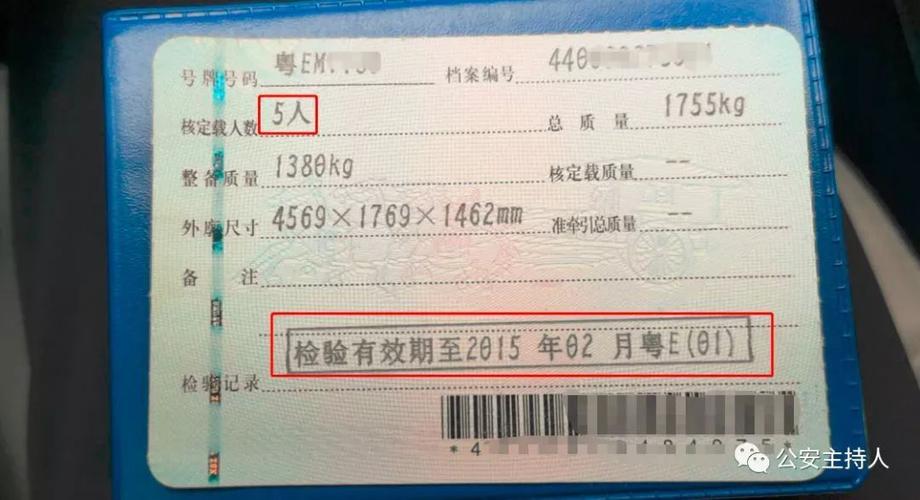 号牌号码 粤EM 档案编号 440
核定载人数 5人 总质量 1755kg
整备质量 1380kg 核定载质量 --
外廓尺寸 4569×1769×1462mm 准牵引总质量 --
备注
检验有效期至2015 年02 月粤E(01)
检验记录
公安主持人